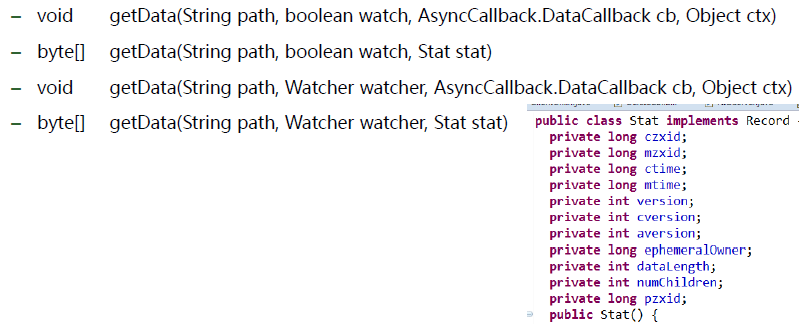 – void getData(String path, boolean watch, AsyncCallback.DataCallback cb, Object ctx)
– byte[] getData(String path, boolean watch, Stat stat)
– void getData(String path, Watcher watcher, AsyncCallback.DataCallback cb, Object ctx)
– byte[] getData(String path, Watcher watcher, Stat stat)
public class Stat implements Record {
private long czxid;
private long mzxid;
private long ctime;
private long mtime;
private int version;
private int cversion;
private int aversion;
private long ephemeralOwner;
private int dataLength;
private int numChildren;
private long pzxid;
public Stat() {